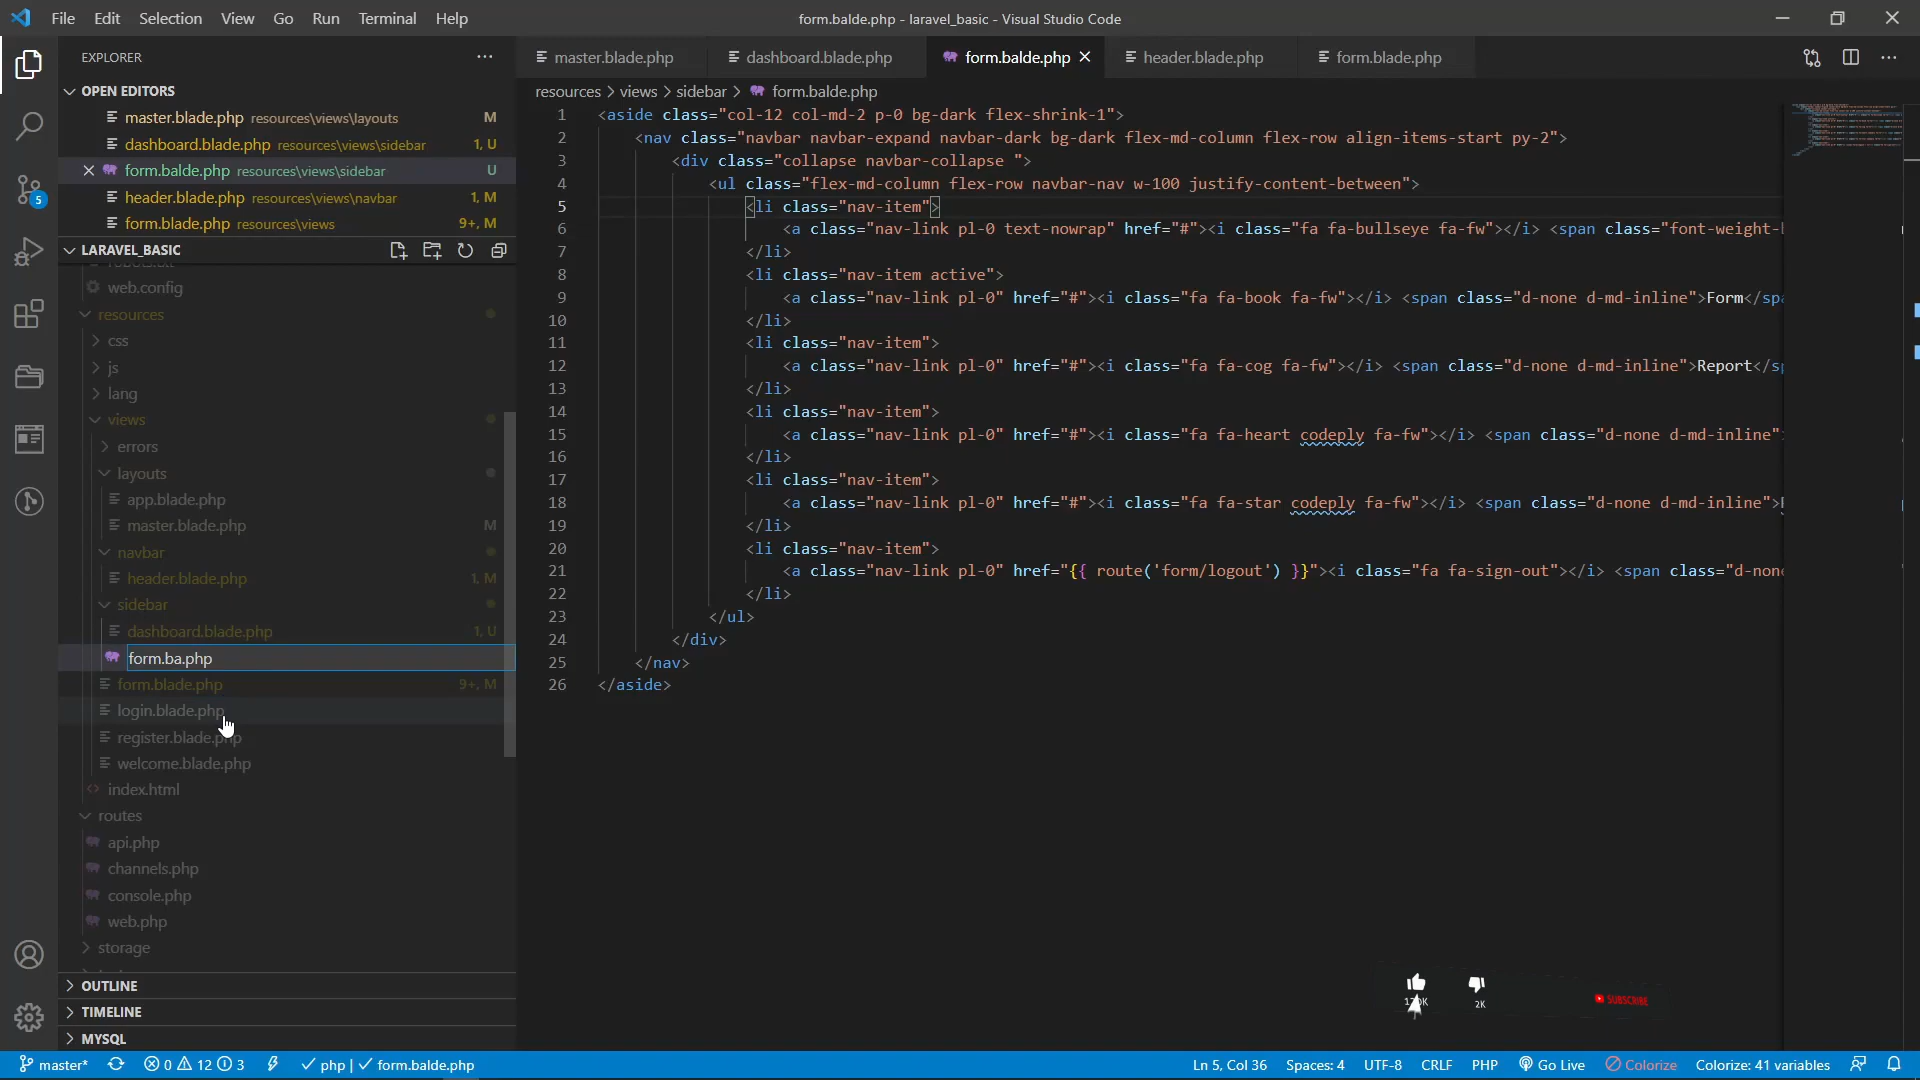 File Edit Selection View Go Run Terminal Help
form.balde.php - laravel_basic - Visual Studio Code
EXPLORER
OPEN EDITORS
master.blade.php resources\views\layouts M
dashboard.blade.php resources\views\sidebar 1, U
form.balde.php resources\views\sidebar U
header.blade.php resources\views\navbar 1, M
form.blade.php resources\views 9+, M
LARAVEL_BASIC
web.config
resources
css
js
lang
views
errors
layouts
app.blade.php
master.blade.php M
navbar
header.blade.php 1, M
sidebar
dashboard.blade.php 1, U
form.ba.php
form.blade.php 9+, M
login.blade.php
register.blade.php
welcome.blade.php
index.html
routes
api.php
channels.php
console.php
web.php
storage
OUTLINE
TIMELINE
MYSQL
master.blade.php dashboard.blade.php form.balde.php header.blade.php form.blade.php
resources > views > sidebar > form.balde.php
1 <aside class="col-12 col-md-2 p-0 bg-dark flex-shrink-1">
2 <nav class="navbar navbar-expand navbar-dark bg-dark flex-md-column flex-row align-items-start py-2">
3 <div class="collapse navbar-collapse ">
4 <ul class="flex-md-column flex-row navbar-nav w-100 justify-content-between">
5 <li class="nav-item">
6 <a class="nav-link pl-0 text-nowrap" href="#"><i class="fa fa-bullseye fa-fw"></i> <span class="font-weight-
7 </li>
8 <li class="nav-item active">
9 <a class="nav-link pl-0" href="#"><i class="fa fa-book fa-fw"></i> <span class="d-none d-md-inline">Form</spa
10 </li>
11 <li class="nav-item">
12 <a class="nav-link pl-0" href="#"><i class="fa fa-cog fa-fw"></i> <span class="d-none d-md-inline">Report</sp
13 </li>
14 <li class="nav-item">
15 <a class="nav-link pl-0" href="#"><i class="fa fa-heart codeply fa-fw"></i> <span class="d-none d-md-inline"
16 </li>
17 <li class="nav-item">
18 <a class="nav-link pl-0" href="#"><i class="fa fa-star codeply fa-fw"></i> <span class="d-none d-md-inline">
19 </li>
20 <li class="nav-item">
21 <a class="nav-link pl-0" href="{{ route('form/logout') }}"><i class="fa fa-sign-out"></i> <span class="d-none
22 </li>
23 </ul>
24 </div>
25 </nav>
26 </aside>
2K
SUBSCRIBE
master* 0 12 3 php | form.balde.php Ln 5, Col 36 Spaces: 4 UTF-8 CRLF PHP Go Live Colorize Colorize: 41 variables
5